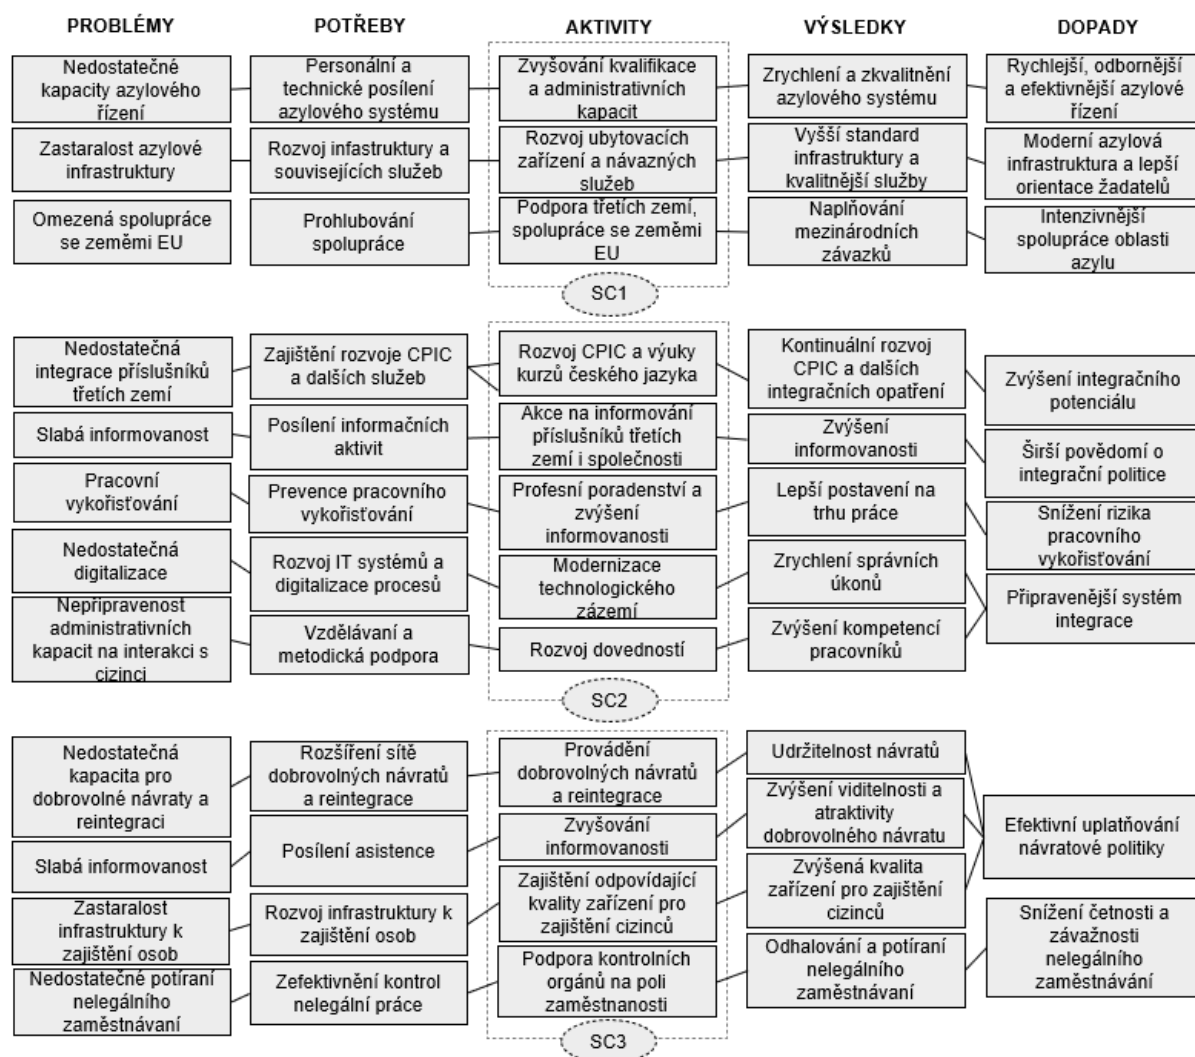 PROBLÉMY
POTŘEBY
AKTIVITY
VÝSLEDKY
DOPADY
Nedostatečné
kapacity azylového
řízení
Personální a
technické posílení
azylového systému
Zvyšování kvalifikace
a administrativních
kapacit
Zrychlení a zkvalitnění
azylového systému
Rychlejší, odbornější
a efektivnější azylové
řízení
Zastaralost azylové
infrastruktury
Rozvoj infastruktury a
souvisejících služeb
Rozvoj ubytovacích
zařízení a návazných
služeb
Vyšší standard
infrastruktury a
kvalitnější služby
Moderní azylová
infrastruktura a lepší
orientace žadatelů
Omezená spolupráce
se zeměmi EU
Prohlubování
spolupráce
Podpora třetích zemí,
spolupráce se zeměmi
EU
Naplňování
mezinárodních
závazků
Intenzivnější
spolupráce oblasti
azylu
SC1
Nedostatečná
integrace příslušníků
třetích zemí
Zajištění rozvoje CPIC
a dalších služeb
Rozvoj CPIC a výuky
kurzů českého jazyka
Kontinuální rozvoj
CPIC a dalších
integračních opatření
Zvýšení integračního
potenciálu
Slabá informovanost
Posílení informačních
aktivit
Akce na informování
příslušníků třetích
zemí i společnosti
Zvýšení
informovanosti
Širší povědomí o
integrační politice
Pracovní
vykořisťování
Prevence pracovního
vykořisťování
Profesní poradenství a
zvýšení
informovanosti
Lepší postavení na
trhu práce
Snížení rizika
pracovního
vykořisťování
Nedostatečná
digitalizace
Rozvoj IT systémů a
digitalizace procesů
Modernizace
technologického
zázemí
Zrychlení správních
úkonů
Připravenější systém
integrace
Nepřipravenost
administrativních
kapacit na interakci s
cizinci
Vzdělávaní a
metodická podpora
Rozvoj dovedností
Zvýšení kompetencí
pracovníků
SC2
Nedostatečná
kapacita pro
dobrovolné návraty a
reintegraci
Rozšíření sítě
dobrovolných návratů
a reintegrace
Provádění
dobrovolných návratů
a reintegrace
Udržitelnost návratů
Efektivní uplatňování
návratové politiky
Slabá informovanost
Posílení asistence
Zvyšování
informovanosti
Zvýšení viditelnosti a
atraktivity
dobrovolného návratu
Zastaralost
infrastruktury k
zajištění osob
Rozvoj infrastruktury k
zajištění osob
Zajištění odpovídající
kvality zařízení pro
zajištění cizinců
Zvýšená kvalita
zařízení pro zajištění
cizinců
Snížení četnosti a
závažnosti
nelegálního
zaměstnávání
Nedostatečné potíraní
nelegálního
zaměstnávaní
Zefektivnění kontrol
nelegální práce
Podpora kontrolních
orgánů na poli
zaměstnanosti
Odhalování a potíraní
nelegálního
zaměstnávaní
SC3